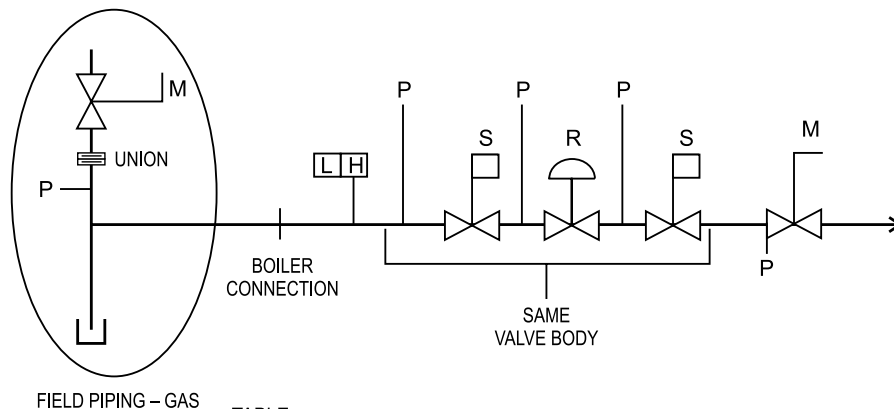 M
UNION
P
L H
P
S
P
R
P
S
M
P
BOILER
CONNECTION
SAME
VALVE BODY
FIELD PIPING – GAS